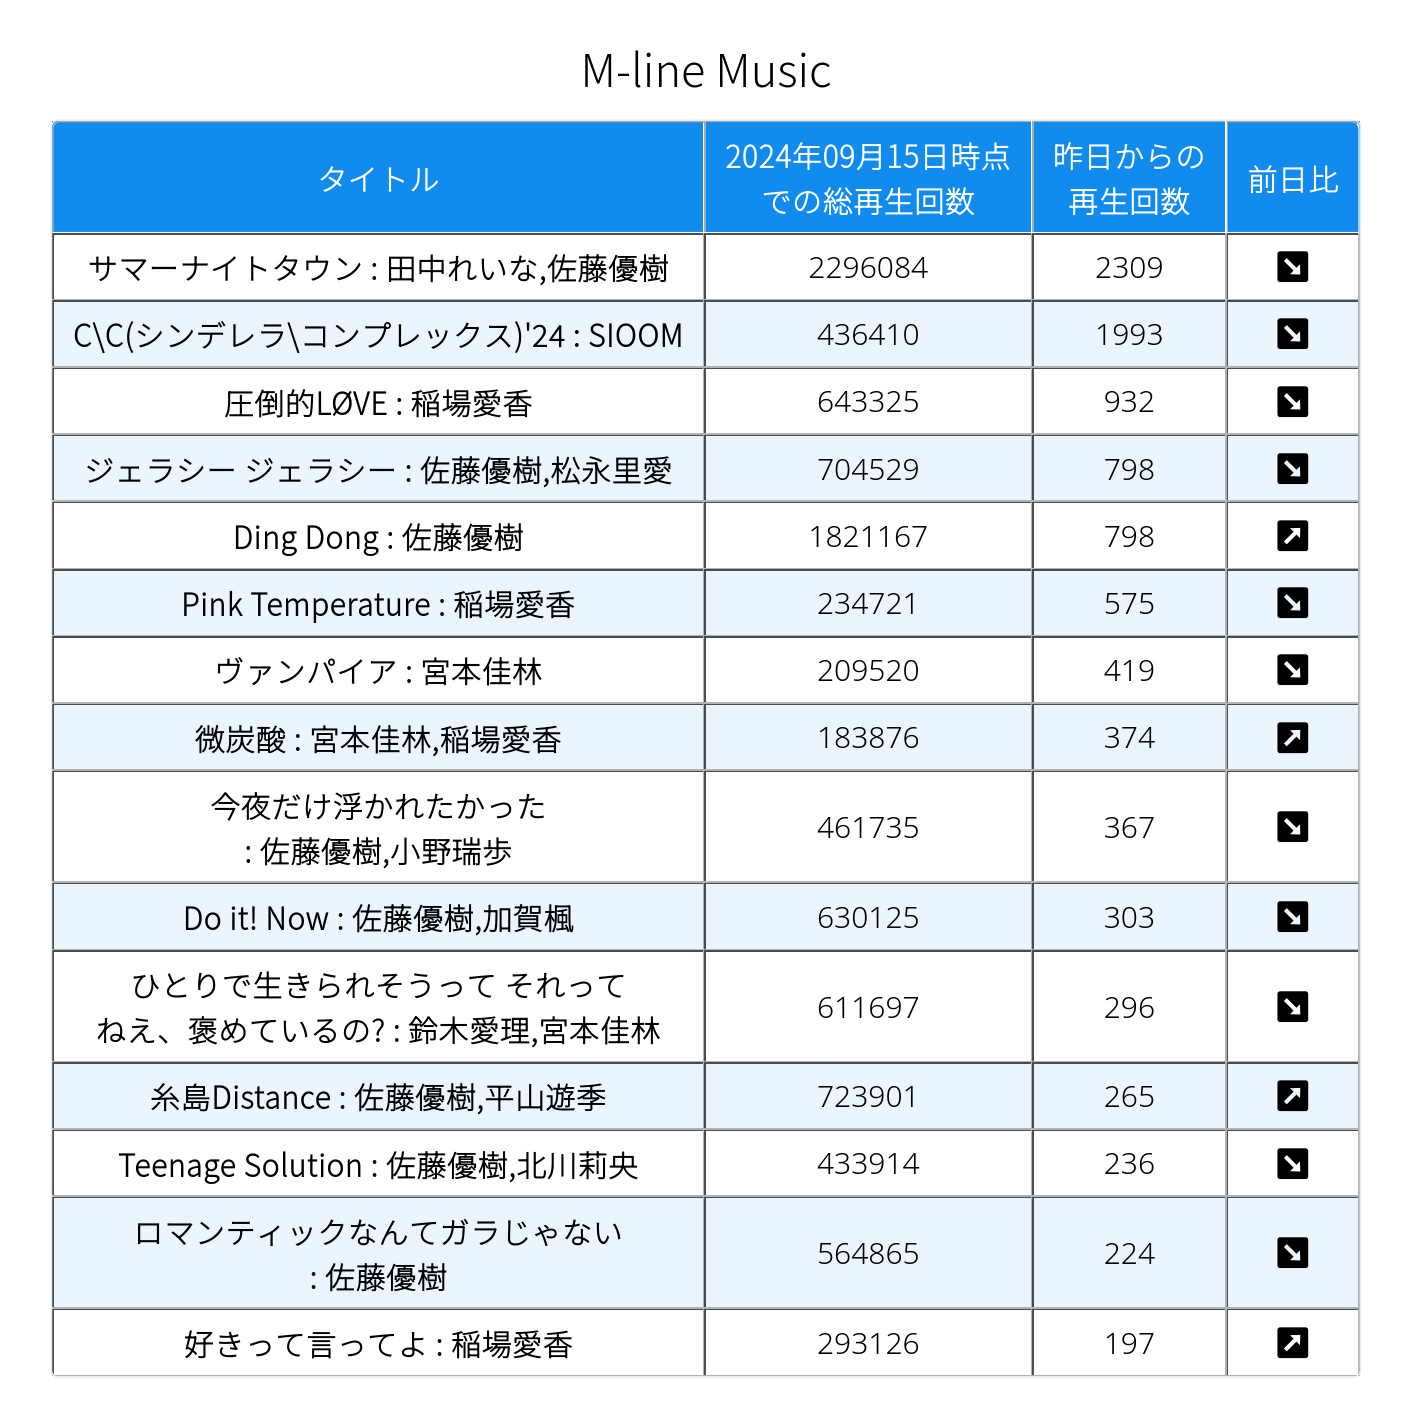 M-line Music
タイトル
2024年09月15日時点
での総再生回数
昨日からの
再生回数
前日比
サマーナイトタウン : 田中れいな,佐藤優樹
2296084
2309
C\C(シンデレラ\コンプレックス)'24 : SIOOM
436410
1993
圧倒的LØVE : 稲場愛香
643325
932
ジェラシー ジェラシー : 佐藤優樹,松永里愛
704529
798
Ding Dong : 佐藤優樹
1821167
798
Pink Temperature : 稲場愛香
234721
575
ヴァンパイア : 宮本佳林
209520
419
微炭酸 : 宮本佳林,稲場愛香
183876
374
今夜だけ浮かれたかった
: 佐藤優樹,小野瑞歩
461735
367
Do it! Now : 佐藤優樹,加賀楓
630125
303
ひとりで生きられそうって それって
ねえ、褒めているの? : 鈴木愛理,宮本佳林
611697
296
糸島Distance : 佐藤優樹,平山遊季
723901
265
Teenage Solution : 佐藤優樹,北川莉央
433914
236
ロマンティックなんてガラじゃない
: 佐藤優樹
564865
224
好きって言ってよ : 稲場愛香
293126
197